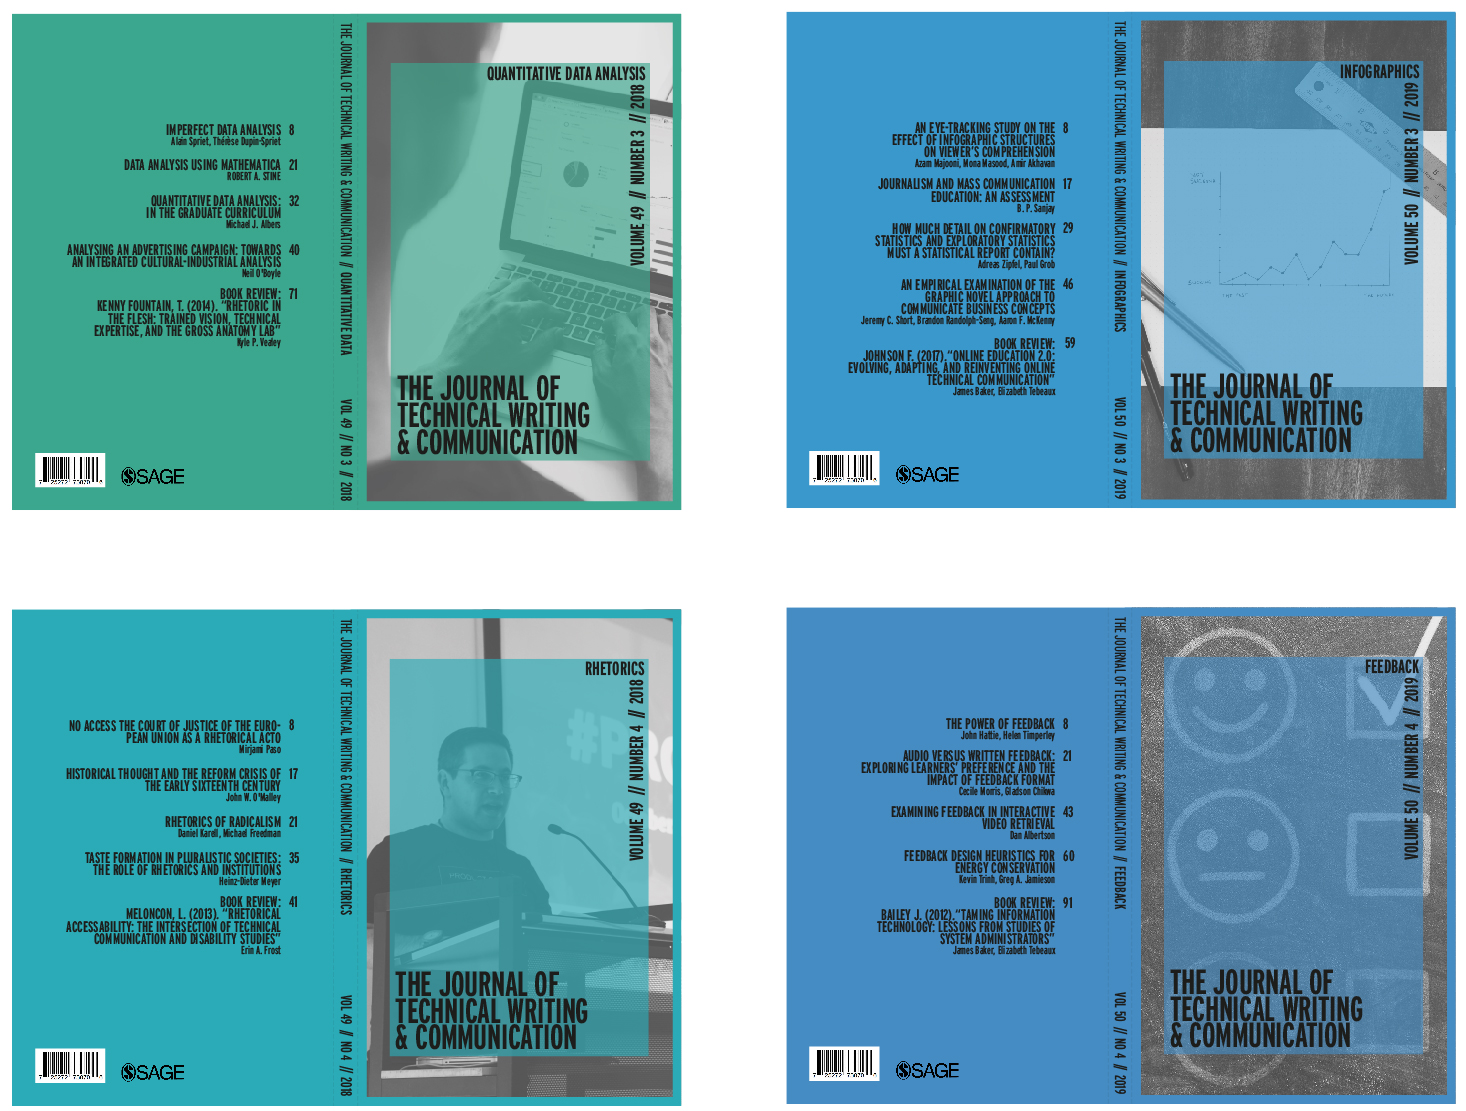 IMPERFECT DATA ANALYSIS 8
Alain Spriet, Thérèse Dupin-Spriet
DATA ANALYSIS USING MATHEMATICA 21
ROBERT A. STINE
QUANTITATIVE DATA ANALYSIS: 32
IN THE GRADUATE CURRICULUM
Michael J. Albers
ANALYSING AN ADVERTISING CAMPAIGN: TOWARDS 40
AN INTEGRATED CULTURAL-INDUSTRIAL ANALYSIS
Neil O'Boyle
BOOK REVIEW: 71
KENNY FOUNTAIN, T. (2014). "RHETORIC IN
THE FLESH: TRAINED VISION, TECHNICAL
EXPERTISE, AND THE GROSS ANATOMY LAB"
Kyle P. Vealey
SAGE
THE JOURNAL OF TECHNICAL WRITING & COMMUNICATION // QUANTITATIVE DATA
VOL 49 // NO 3 // 2018
QUANTITATIVE DATA ANALYSIS
VOLUME 49 // NUMBER 3 // 2018
THE JOURNAL OF
TECHNICAL WRITING
& COMMUNICATION
AN EYE-TRACKING STUDY ON THE 8
EFFECT OF INFOGRAPHIC STRUCTURES
ON VIEWER'S COMPREHENSION
Azam Majooni, Mona Masood, Amir Akhavan
JOURNALISM AND MASS COMMUNICATION 17
EDUCATION: AN ASSESSMENT
B. P. Sanjay
HOW MUCH DETAIL ON CONFIRMATORY 29
STATISTICS AND EXPLORATORY STATISTICS
MUST A STATISTICAL REPORT CONTAIN?
Adreas Zipfel, Paul Grob
AN EMPIRICAL EXAMINATION OF THE 46
GRAPHIC NOVEL APPROACH TO
COMMUNICATE BUSINESS CONCEPTS
Jeremy C. Short, Brandon Randolph-Seng, Aaron F. McKenny
BOOK REVIEW: 59
JOHNSON F. (2017)."ONLINE EDUCATION 2.0:
EVOLVING, ADAPTING, AND REINVENTING ONLINE
TECHNICAL COMMUNICATION"
James Baker, Elizabeth Tebeaux
SAGE
THE JOURNAL OF TECHNICAL WRITING & COMMUNICATION // INFOGRAPHICS
VOL 50 // NO 3 // 2019
INFOGRAPHICS
VOLUME 50 // NUMBER 3 // 2019
THE PAST
THE JOURNAL OF
TECHNICAL WRITING
& COMMUNICATION
NO ACCESS THE COURT OF JUSTICE OF THE EURO- 8
PEAN UNION AS A RHETORICAL ACTO
Mirjami Paso
HISTORICAL THOUGHT AND THE REFORM CRISIS OF 17
THE EARLY SIXTEENTH CENTURY
John W. O'Malley
RHETORICS OF RADICALISM 21
Daniel Karell, Michael Freedman
TASTE FORMATION IN PLURALISTIC SOCIETIES: 35
THE ROLE OF RHETORICS AND INSTITUTIONS
Heinz-Dieter Meyer
BOOK REVIEW: 41
MELONCON, L. (2013). "RHETORICAL
ACCESSABILITY: THE INTERSECTION OF TECHNICAL
COMMUNICATION AND DISABILITY STUDIES"
Erin A. Frost
SAGE
THE JOURNAL OF TECHNICAL WRITING & COMMUNICATION // RHETORICS
VOL 49 // NO 4 // 2018
RHETORICS
VOLUME 49 // NUMBER 4 // 2018
THE JOURNAL OF
TECHNICAL WRITING
& COMMUNICATION
THE POWER OF FEEDBACK 8
John Hattie, Helen Timperley
AUDIO VERSUS WRITTEN FEEDBACK: 21
EXPLORING LEARNERS' PREFERENCE AND THE
IMPACT OF FEEDBACK FORMAT
Cecile Morris, Gladson Chikwa
EXAMINING FEEDBACK IN INTERACTIVE 43
VIDEO RETRIEVAL
Dan Albertson
FEEDBACK DESIGN HEURISTICS FOR 60
ENERGY CONSERVATION
Kevin Trinh, Greg A. Jamieson
BOOK REVIEW: 91
BAILEY J. (2012)."TAMING INFORMATION
TECHNOLOGY: LESSONS FROM STUDIES OF
SYSTEM ADMINISTRATORS"
James Baker, Elizabeth Tebeaux
SAGE
THE JOURNAL OF TECHNICAL WRITING & COMMUNICATION // FEEDBACK
VOL 50 // NO 4 // 2019
FEEDBACK
VOLUME 50 // NUMBER 4 // 2019
THE JOURNAL OF
TECHNICAL WRITING
& COMMUNICATION